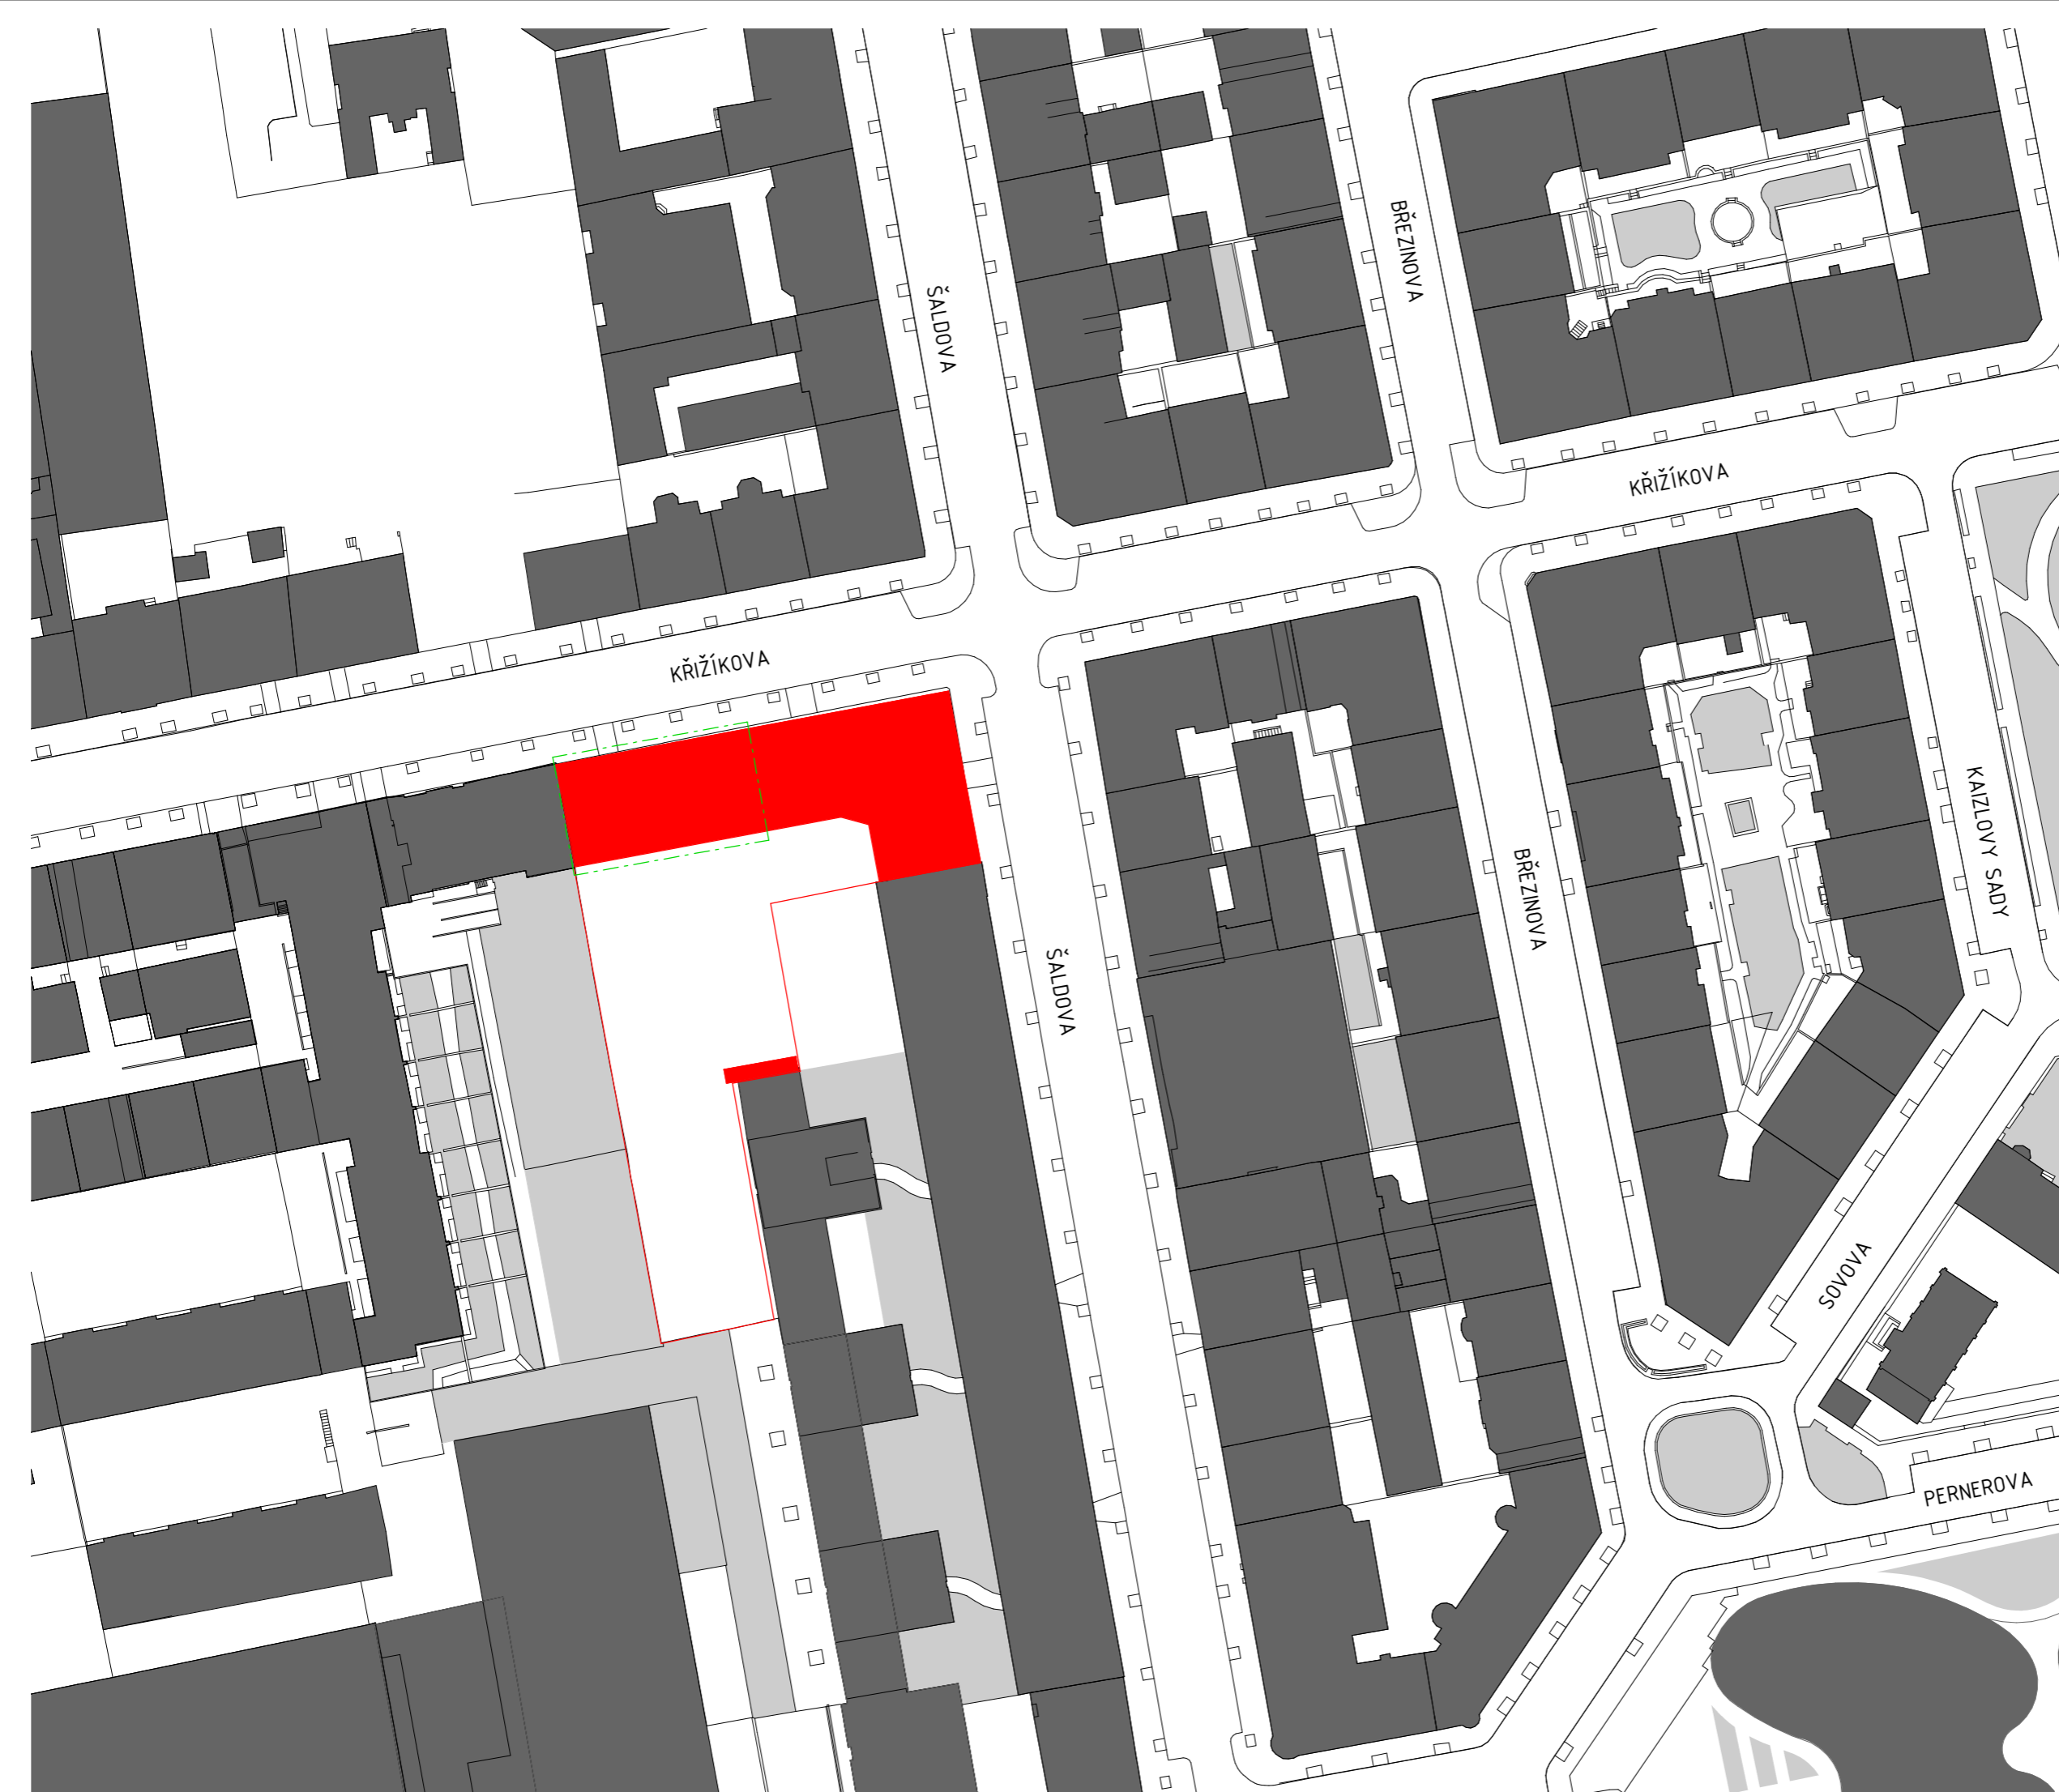 BŘEZINOVA
ŠALDOVA
KŘIŽÍKOVA
KŘIŽÍKOVA
KAIZLOVY SADY
BŘEZINOVA
ŠALDOVA
SOVOVA
PERNEROVA